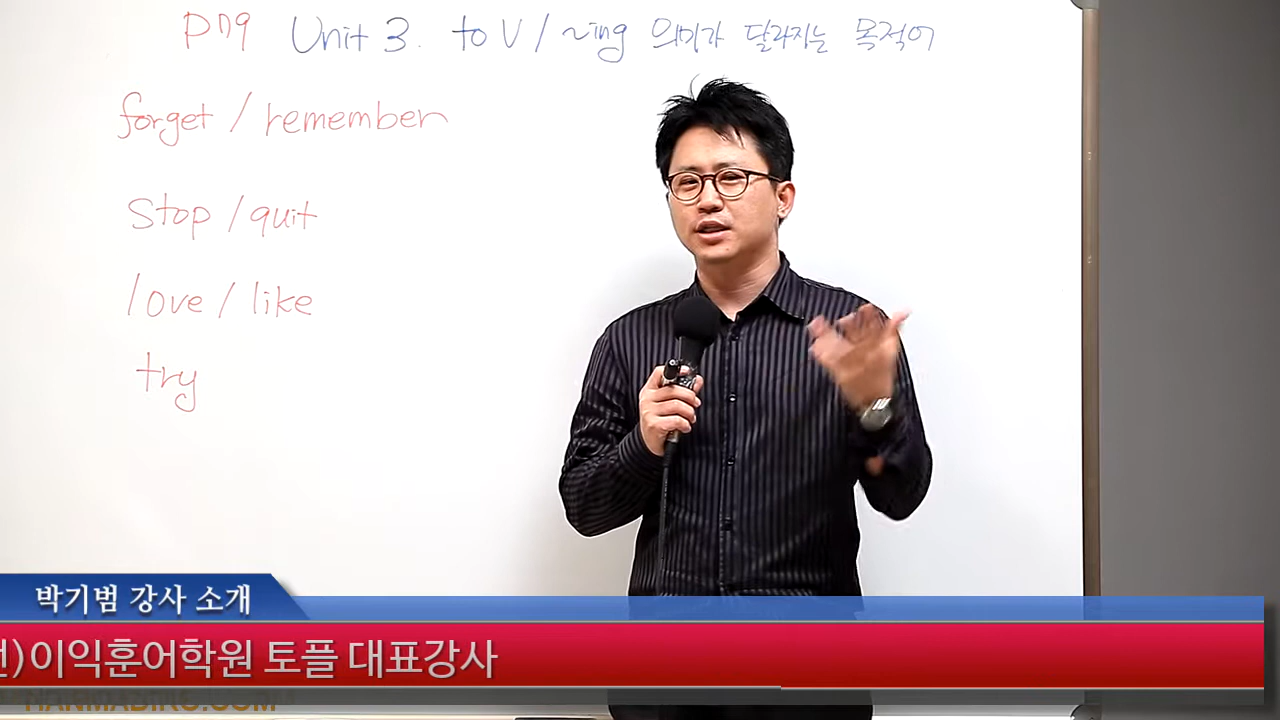 P79 Unit 3. to V / ~ing 의미가 달라지는 목적어
forget / remember
stop / quit
love / like
try
박기범 강사 소개
이익훈어학원 토플 대표강사